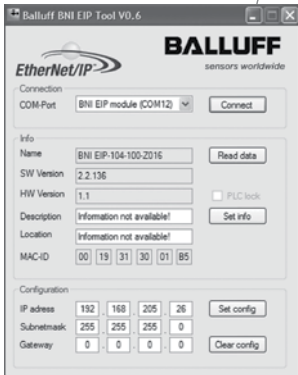 Balluff BNI EIP Tool V0.6
BALLUFF
EtherNet/IP
sensors worldwide
Connection
COM-Port BNI EIP module (COM12) Connect
Info
Name BNI EIP-104-100-Z016 Read data
SW Version 2.2.136
HW Version 1.1 PLC lock
Description Information not available! Set info
Location Information not available!
MAC-ID 00 19 31 30 01 B5
Configuration
IP adress 192 . 168 . 205 . 26 Set config
Subnetmask 255 . 255 . 255 . 0
Gateway 0 . 0 . 0 . 0 Clear config